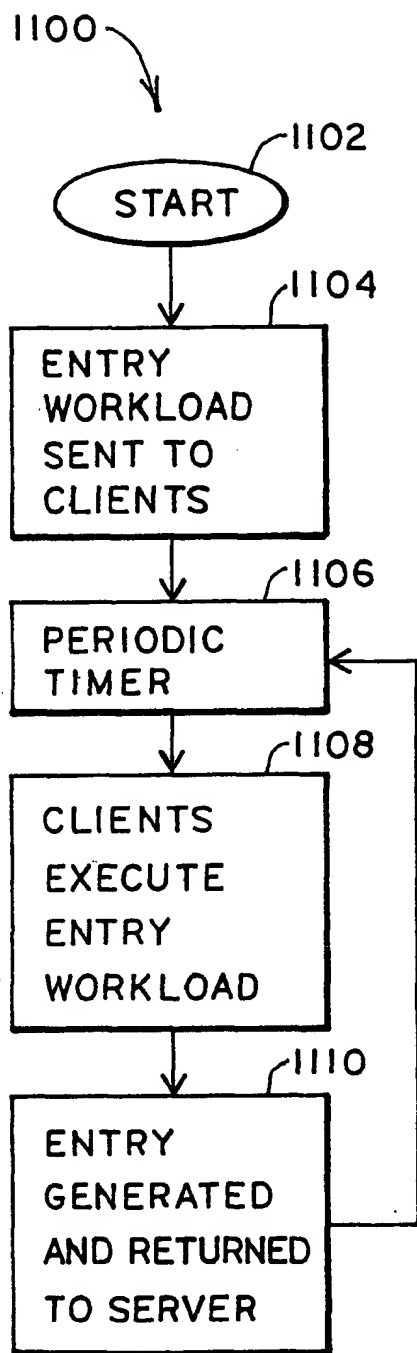 1100
1102
START
1104
ENTRY
WORKLOAD
SENT TO
CLIENTS
1106
PERIODIC
TIMER
1108
CLIENTS
EXECUTE
ENTRY
WORKLOAD
1110
ENTRY
GENERATED
AND RETURNED
TO SERVER